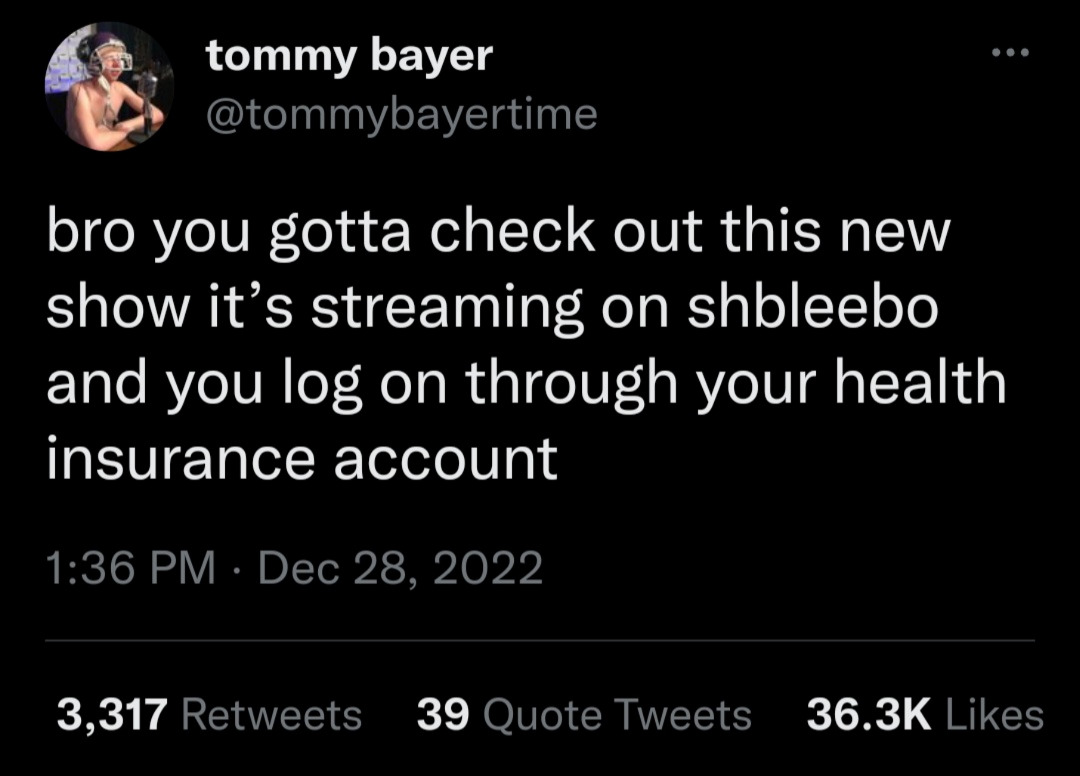 tommy bayer
@tommybayertime
bro you gotta check out this new
show it’s streaming on shbleebo
and you log on through your health
insurance account
1:36 PM · Dec 28, 2022
3,317 Retweets 39 Quote Tweets 36.3K Likes